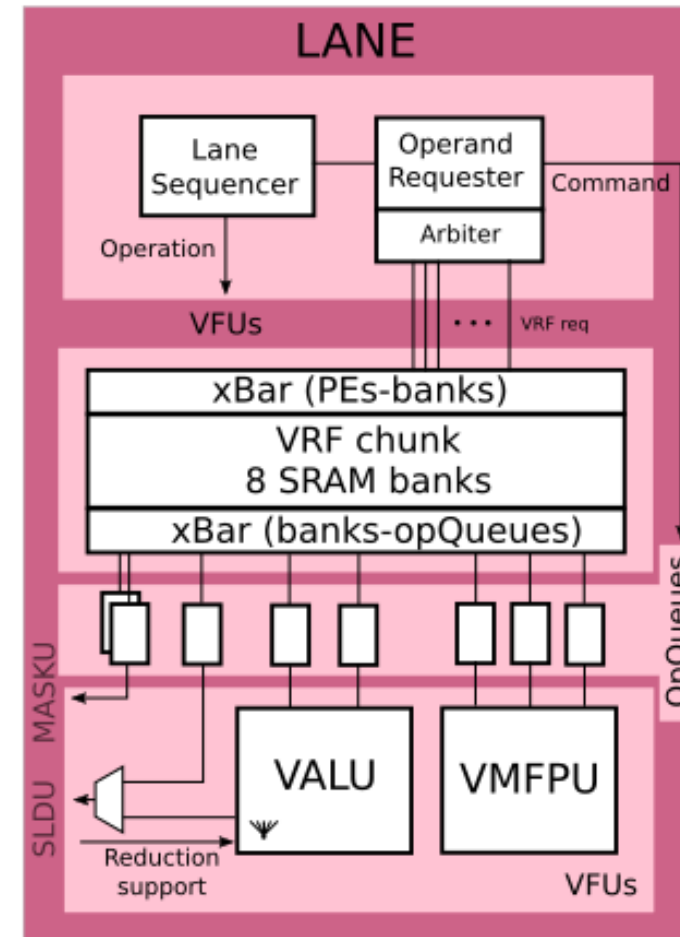 LANE
Lane
Sequencer
Operand
Requester
Command
Arbiter
Operation
VFUs
• • •
VRF req
xBar (PEs-banks)
VRF chunk
8 SRAM banks
xBar (banks-opQueues)
OpQueues
MASKU
SLDU
VALU
VMFPU
Reduction
support
VFUs